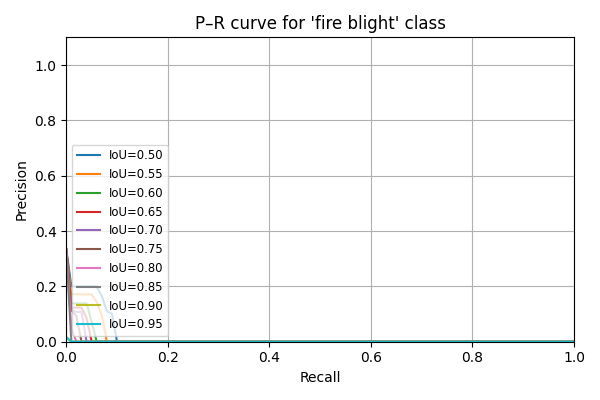 P–R curve for 'fire blight' class
Precision
1.0
0.8
0.6
0.4
0.2
0.0
IoU=0.50
IoU=0.55
IoU=0.60
IoU=0.65
IoU=0.70
IoU=0.75
IoU=0.80
IoU=0.85
IoU=0.90
IoU=0.95
0.0 0.2 0.4 0.6 0.8 1.0
Recall